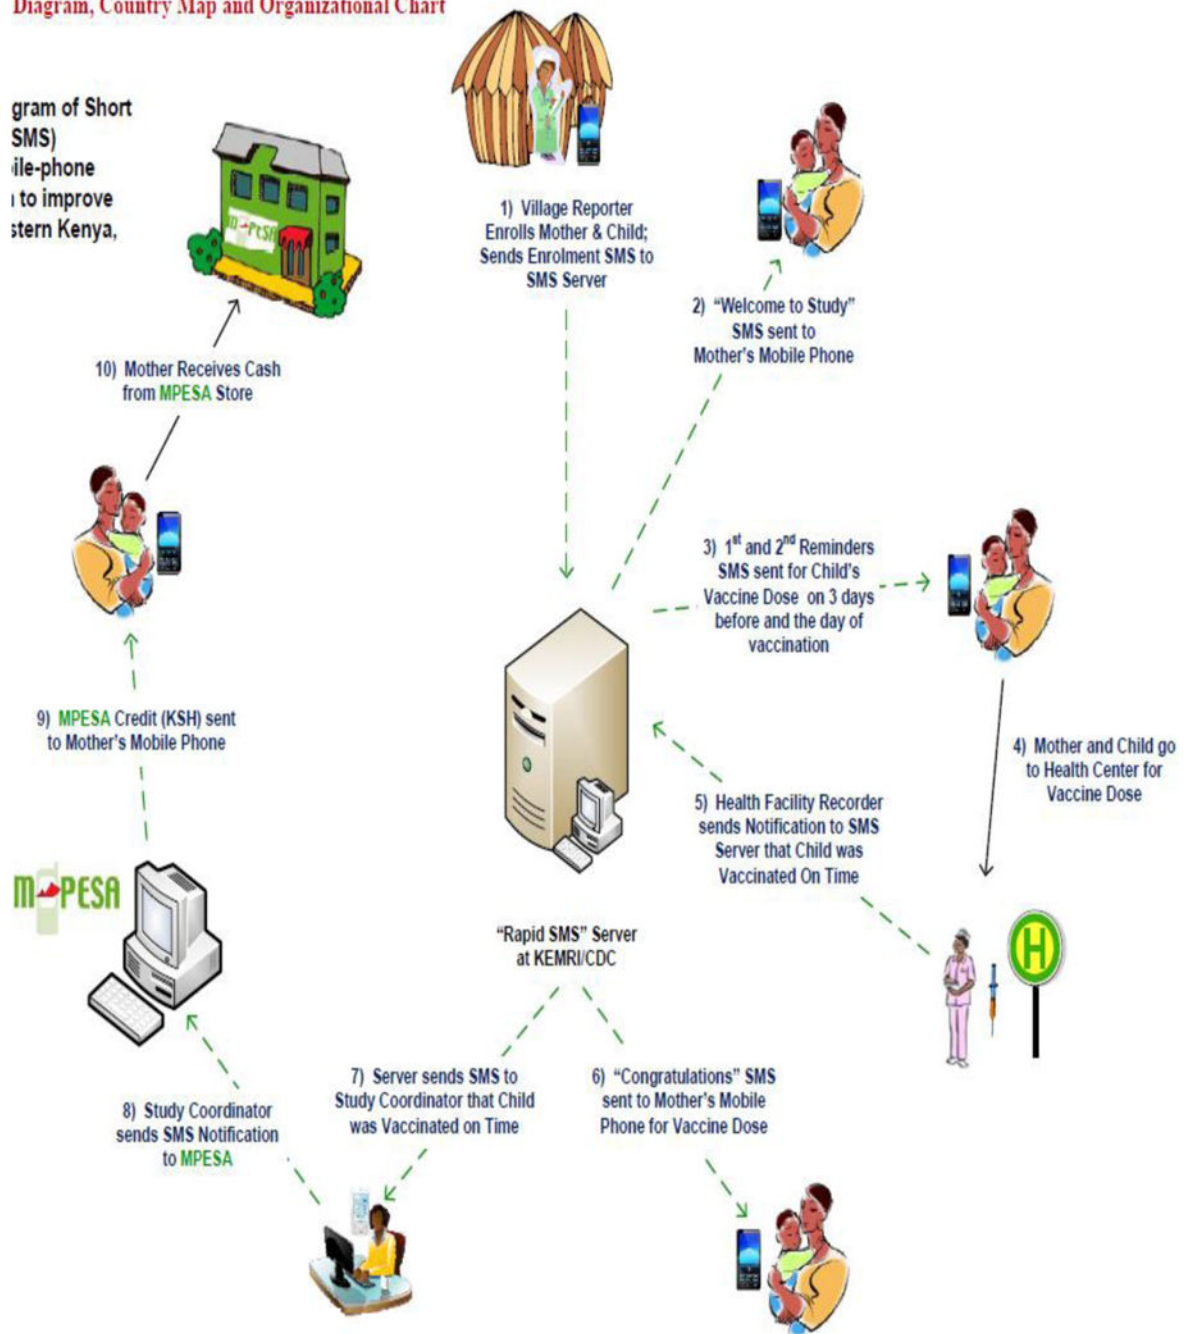 Diagram, Country Map and Organizational Chart
gram of Short
SMS)
ile-phone
to improve
stern Kenya,
M-PESA
1) Village Reporter
Enrolls Mother & Child;
Sends Enrolment SMS to
SMS Server
2) “Welcome to Study”
SMS sent to
Mother's Mobile Phone
10) Mother Receives Cash
from MPESA Store
3) 1st and 2nd Reminders
SMS sent for Child's
Vaccine Dose on 3 days
before and the day of
vaccination
9) MPESA Credit (KSH) sent
to Mother's Mobile Phone
4) Mother and Child go
to Health Center for
Vaccine Dose
5) Health Facility Recorder
sends Notification to SMS
Server that Child was
Vaccinated On Time
M-PESA
H
“Rapid SMS” Server
at KEMRI/CDC
7) Server sends SMS to
Study Coordinator that Child
was Vaccinated on Time
6) “Congratulations” SMS
sent to Mother's Mobile
Phone for Vaccine Dose
8) Study Coordinator
sends SMS Notification
to MPESA